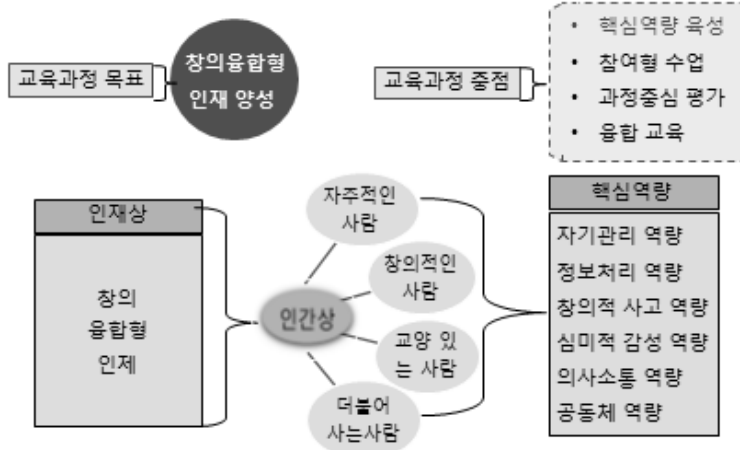 교육과정 목표
창의융합형
인재 양성
교육과정 중점
• 핵심역량 육성
• 참여형 수업
• 과정중심 평가
• 융합 교육
인재상
창의
융합형
인제
인간상
자주적인
사람
창의적인
사람
교양 있
는 사람
더불어
사는사람
핵심역량
자기관리 역량
정보처리 역량
창의적 사고 역량
심미적 감성 역량
의사소통 역량
공동체 역량